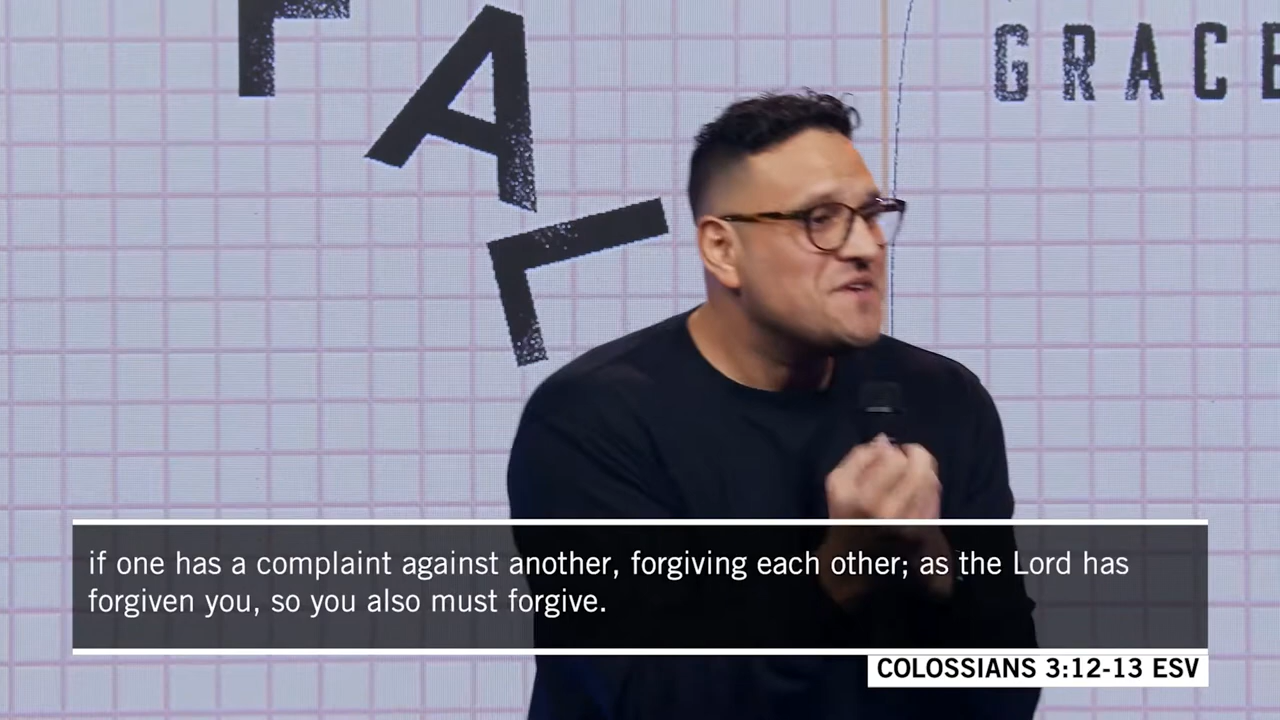 FAL
GRACE
if one has a complaint against another, forgiving each other; as the Lord has
forgiven you, so you also must forgive.
COLOSSIANS 3:12-13 ESV